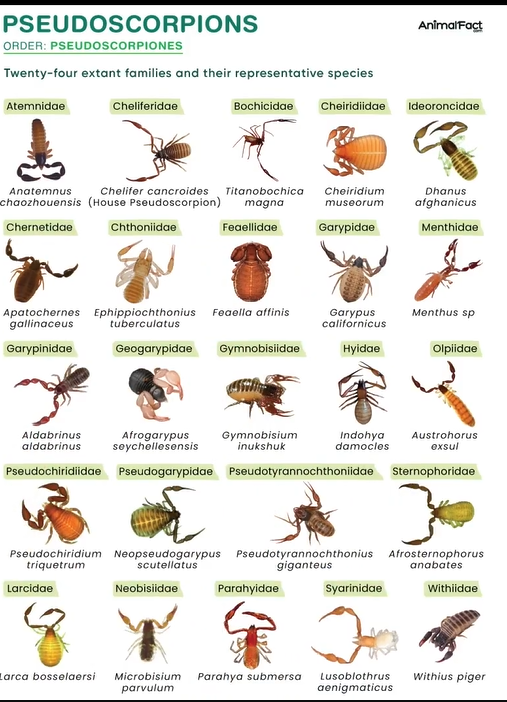 PSEUDOSCORPIONS
AnimalFact
.com
ORDER: PSEUDOSCORPIONES
Twenty-four extant families and their representative species
Atemnidae
Cheliferidae
Bochicidae
Cheiridiidae
Ideoroncidae
Anatemnus
chaozhouensis
Chelifer cancroides
(House Pseudoscorpion)
Titanobochica
magna
Cheiridium
museorum
Dhanus
afghanicus
Chernetidae
Chthoniidae
Feaellidae
Garypidae
Menthidae
Apatochernes
gallinaceus
Ephippiochthonius
tuberculatus
Feaella affinis
Garypus
californicus
Menthus sp
Garypinidae
Geogarypidae
Gymnobisiidae
Hyidae
Olpiidae
Aldabrinus
aldabrinus
Afrogarypus
seychellesensis
Gymnobisium
inukshuk
Indohya
damocles
Austrohorus
exsul
Pseudochiridiidae
Pseudogarypidae
Pseudotyrannochthoniidae
Sternophoridae
Pseudochiridium
triquetrum
Neopseudogarypus
scutellatus
Pseudotyrannochthonius
giganteus
Afrosternophorus
anabates
Larcidae
Neobisiidae
Parahyidae
Syarinidae
Withiidae
Larca bosselaersi
Microbisium
parvulum
Parahya submersa
Lusoblothrus
aenigmaticus
Withius piger